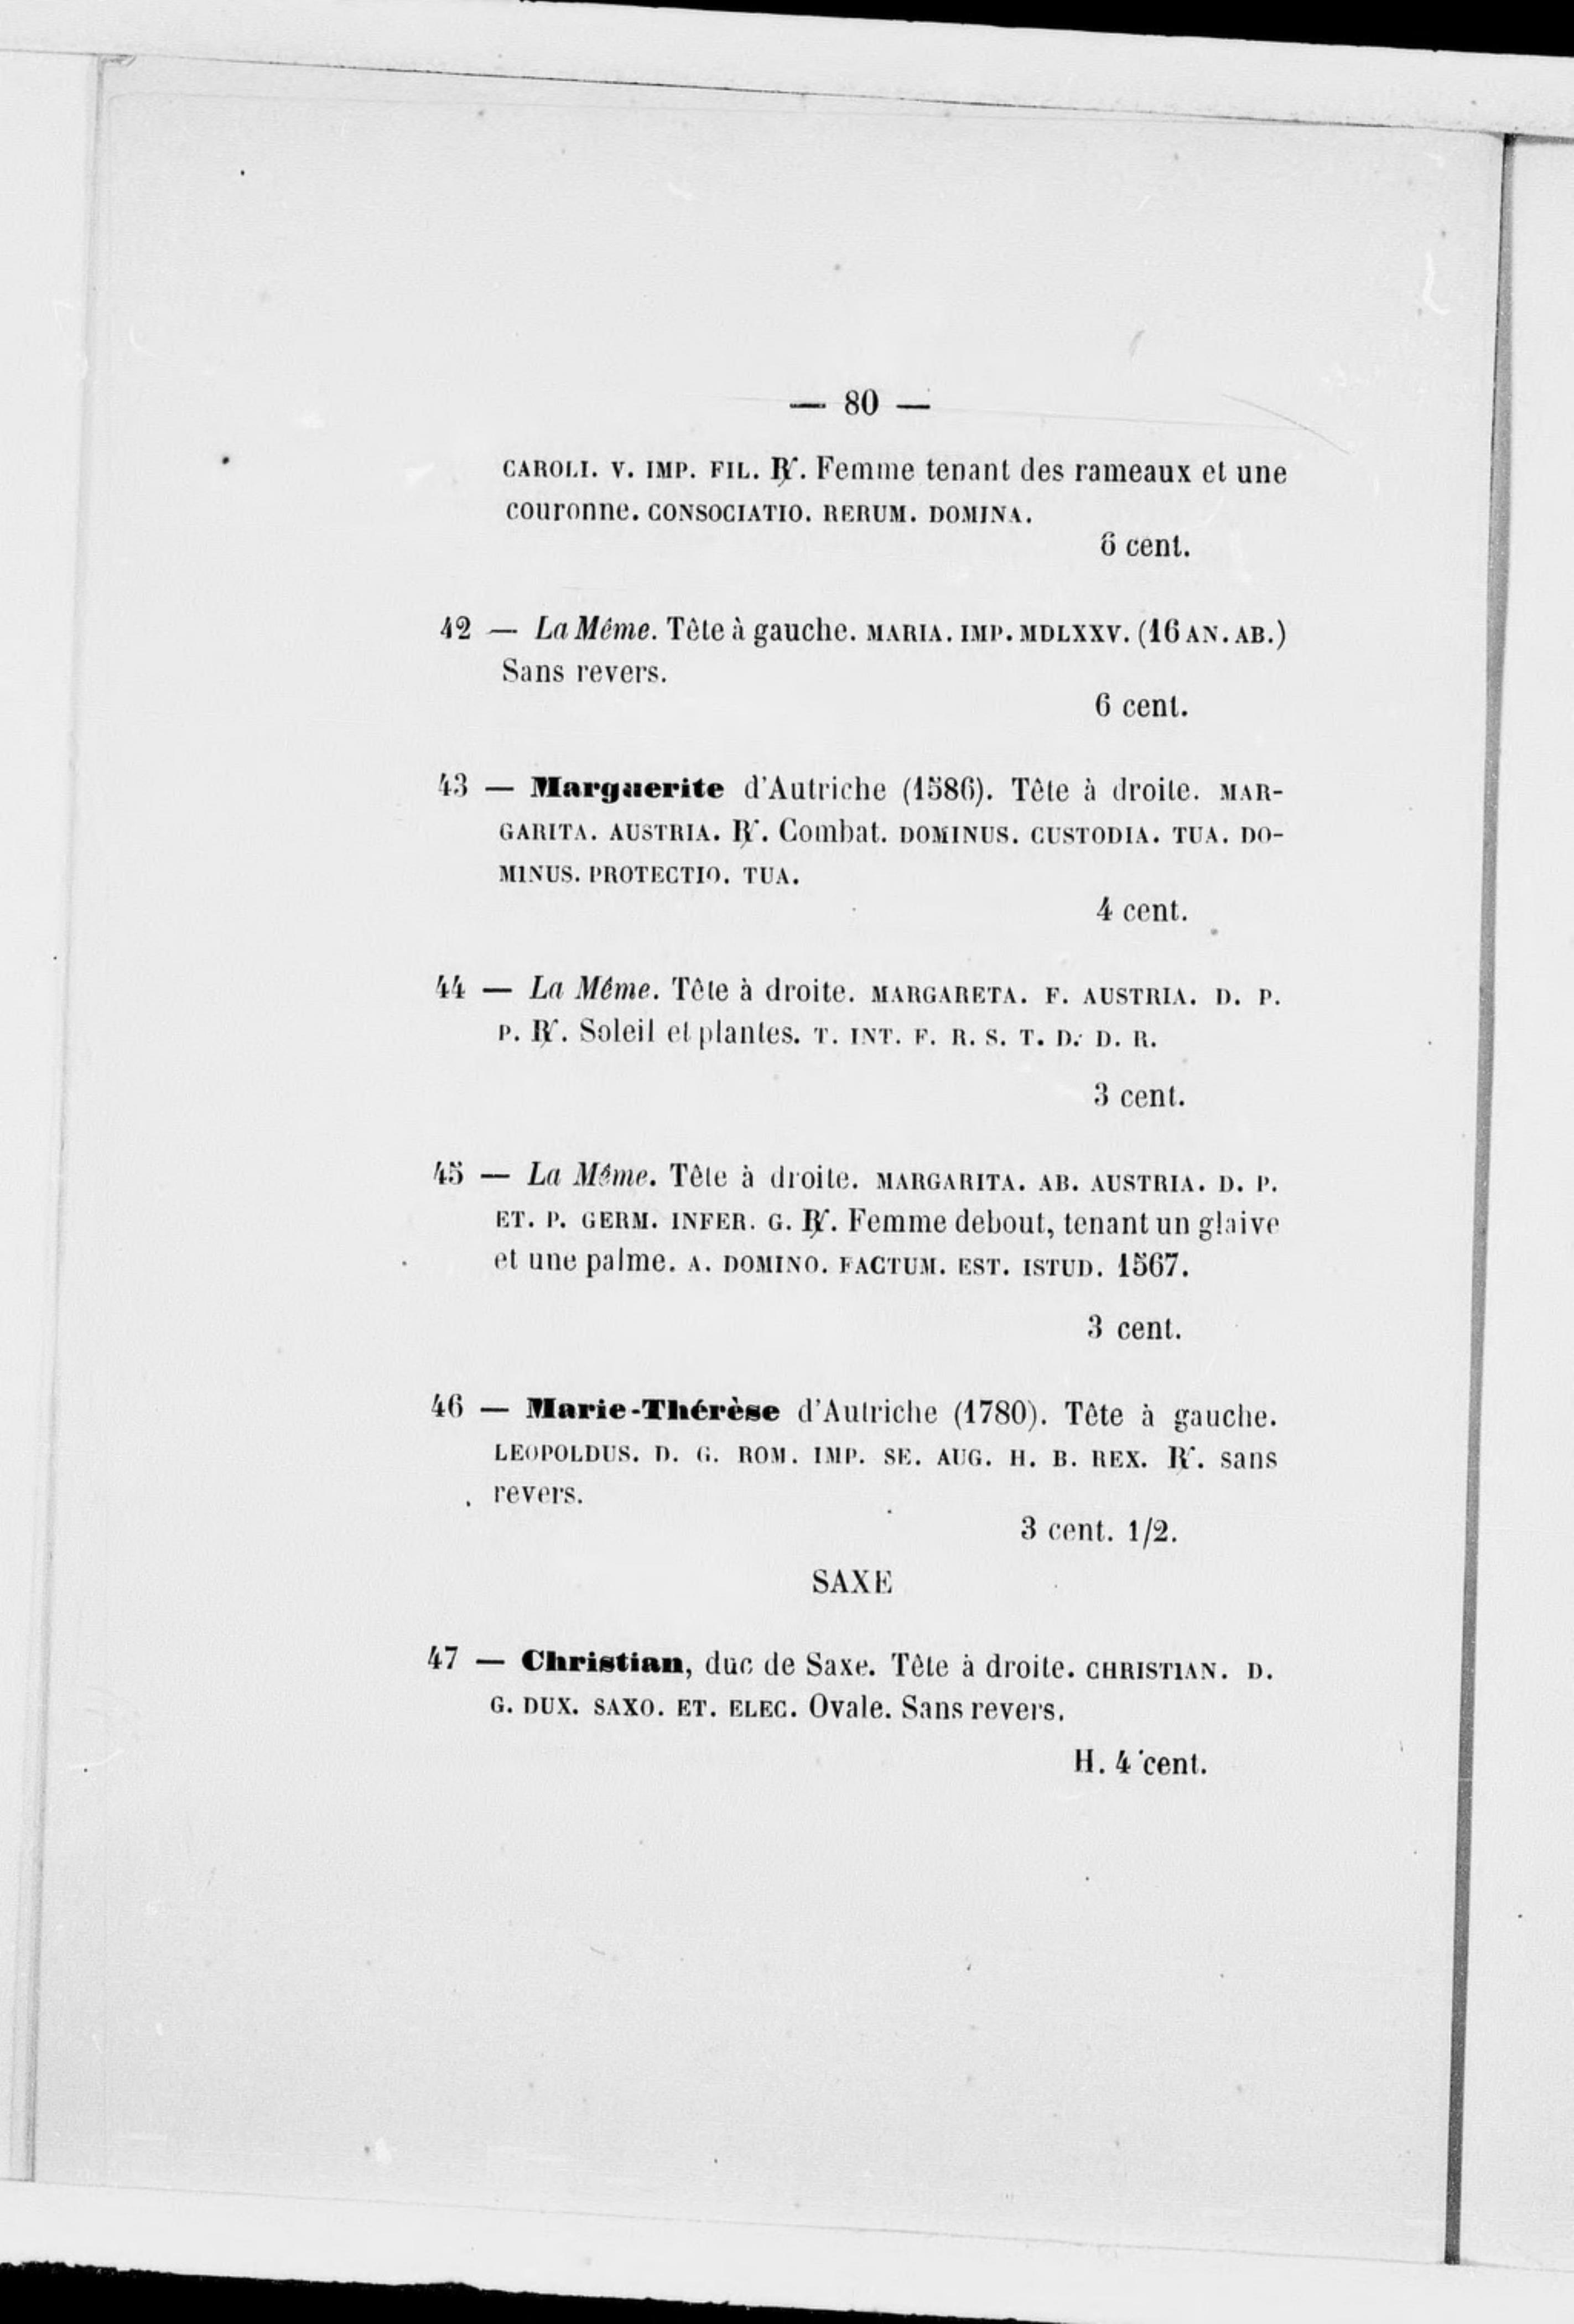 — 80 —
CAROLI. V. IMP. FIL. ℟. Femme tenant des rameaux et une
couronne. CONSOCIATIO. RERUM. DOMINA.
6 cent.
42 — La Même. Tête à gauche. MARIA. IMP. MDLXXV. (16 AN. AB.)
Sans revers.
6 cent.
43 — Marguerite d'Autriche (1586). Tête à droite. MAR-
GARITA. AUSTRIA. ℟. Combat. DOMINUS. CUSTODIA. TUA. DO-
MINUS. PROTECTIO. TUA.
4 cent.
44 — La Même. Tête à droite. MARGARETA. F. AUSTRIA. D. P.
P. ℟. Soleil et plantes. T. INT. F. R. S. T. D. D. R.
3 cent.
45 — La Même. Tête à droite. MARGARITA. AB. AUSTRIA. D. P.
ET. P. GERM. INFER. G. ℟. Femme debout, tenant un glaive
et une palme. A. DOMINO. FACTUM. EST. ISTUD. 1567.
3 cent.
46 — Marie-Thérèse d'Autriche (1780). Tête à gauche.
LEOPOLDUS. D. G. ROM. IMP. SE. AUG. H. B. REX. ℟. sans
revers.
3 cent. 1/2.
SAXE
47 — Christian, duc de Saxe. Tête à droite. CHRISTIAN. D.
G. DUX. SAXO. ET. ELEC. Ovale. Sans revers.
H. 4 cent.